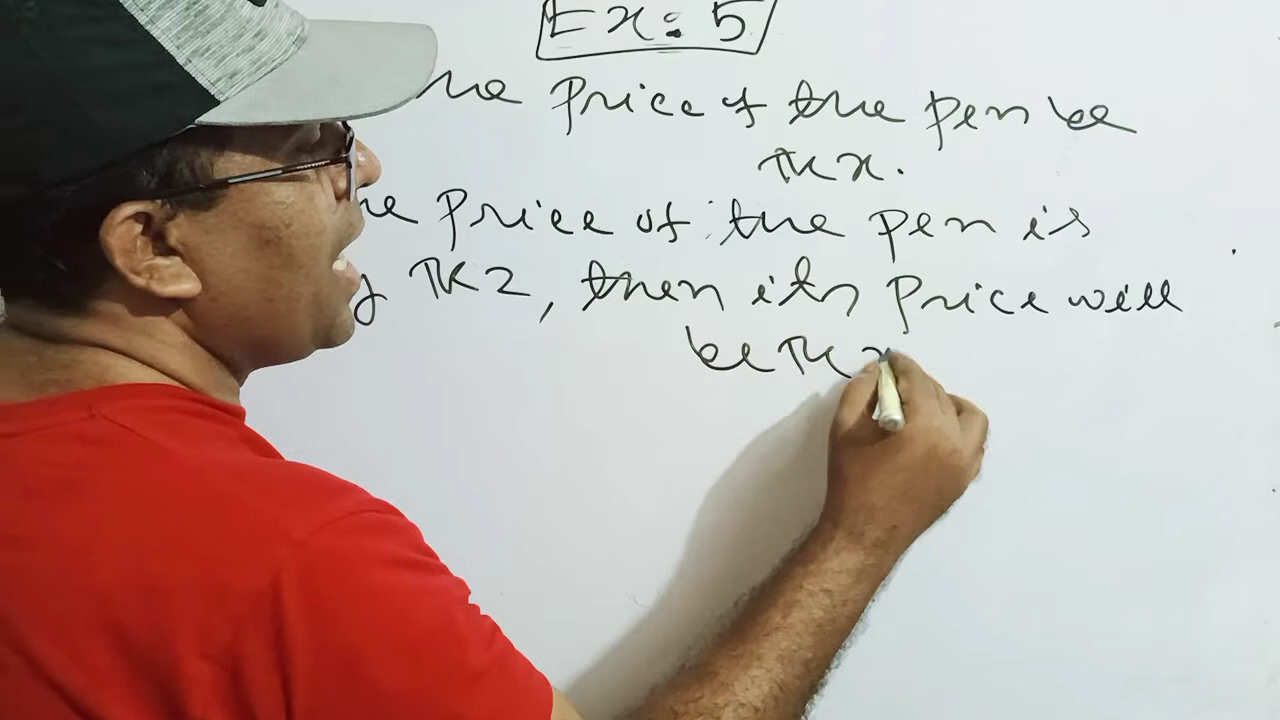 Ex: 5
Price of the pen be
TK x.
Price of the pen is
TK 2, then its price will
be TK x